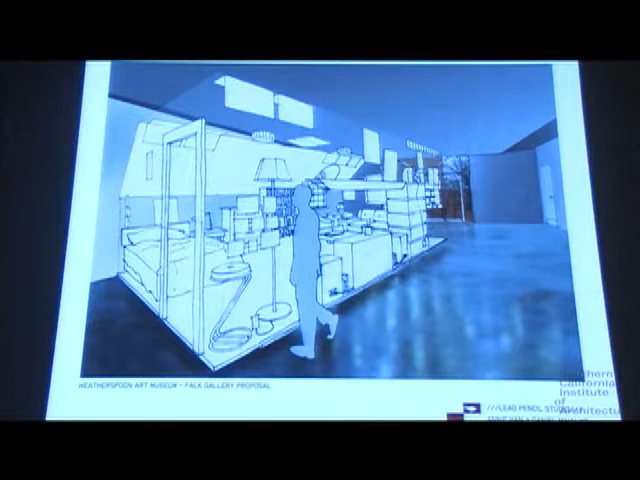 WEATHERSPOON ART MUSEUM - FALK GALLERY PROPOSAL
Southern
California
Institute
of
Architecture
///LEAD PENCIL STUDIO